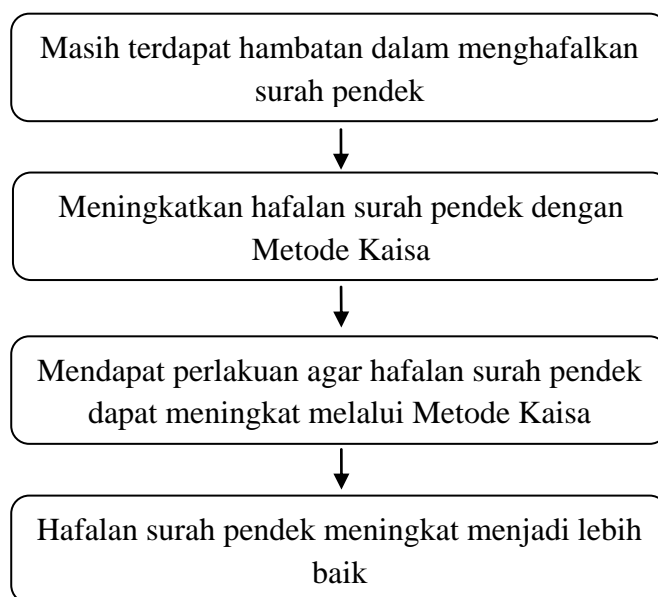 Masih terdapat hambatan dalam menghafalkan
surah pendek
Meningkatkan hafalan surah pendek dengan
Metode Kaisa
Mendapat perlakuan agar hafalan surah pendek
dapat meningkat melalui Metode Kaisa
Hafalan surah pendek meningkat menjadi lebih
baik